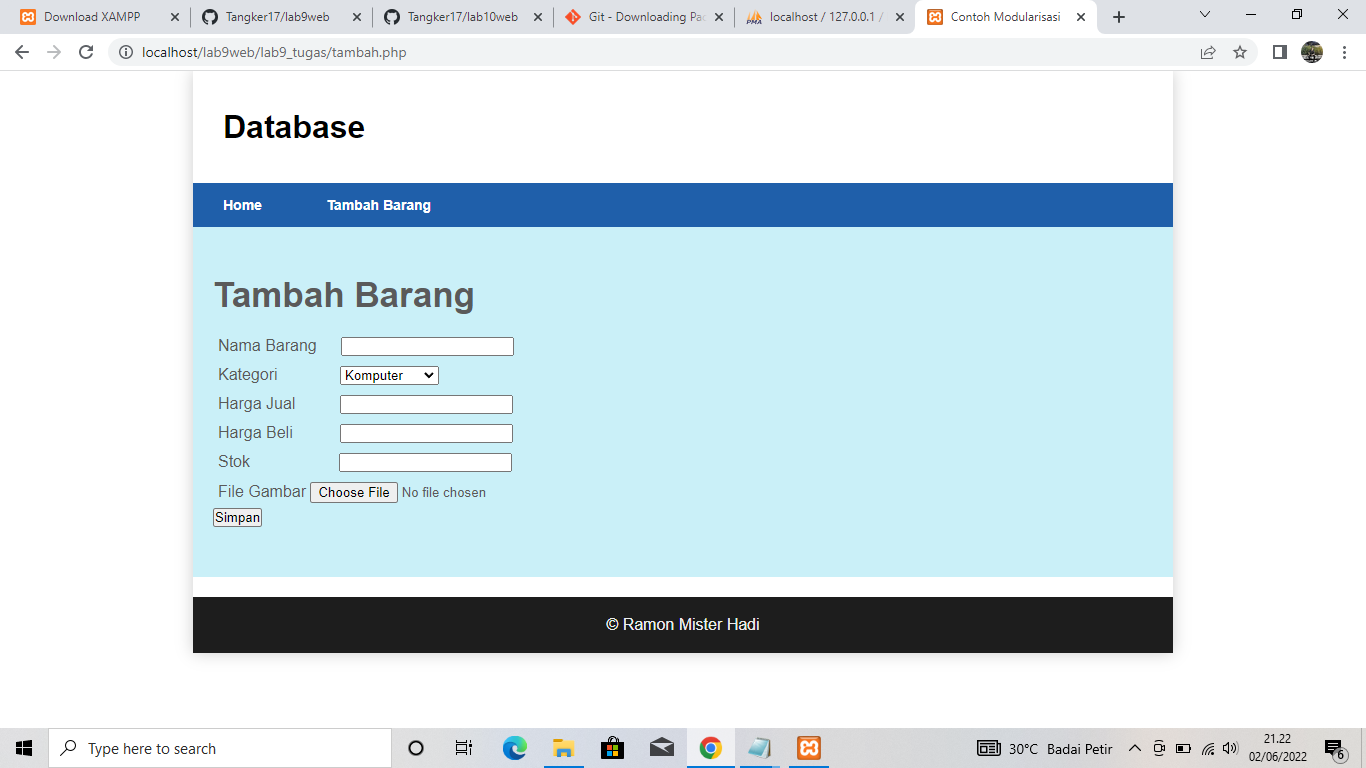 Download XAMPP
Tangker17/lab9web
Tangker17/lab10web
Git - Downloading Pac
PMA
localhost / 127.0.0.1 /
Contoh Modularisasi
localhost/lab9web/lab9_tugas/tambah.php
Database
Home Tambah Barang
Tambah Barang
Nama Barang
Kategori Komputer
Harga Jual
Harga Beli
Stok
File Gambar Choose File No file chosen
Simpan
© Ramon Mister Hadi
Type here to search
30°C Badai Petir
21.22
02/06/2022
6